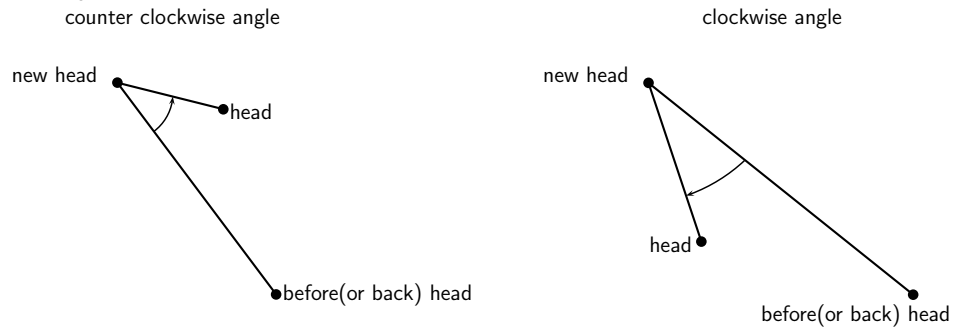 counter clockwise angle
clockwise angle
new head
head
before(or back) head
new head
head
before(or back) head